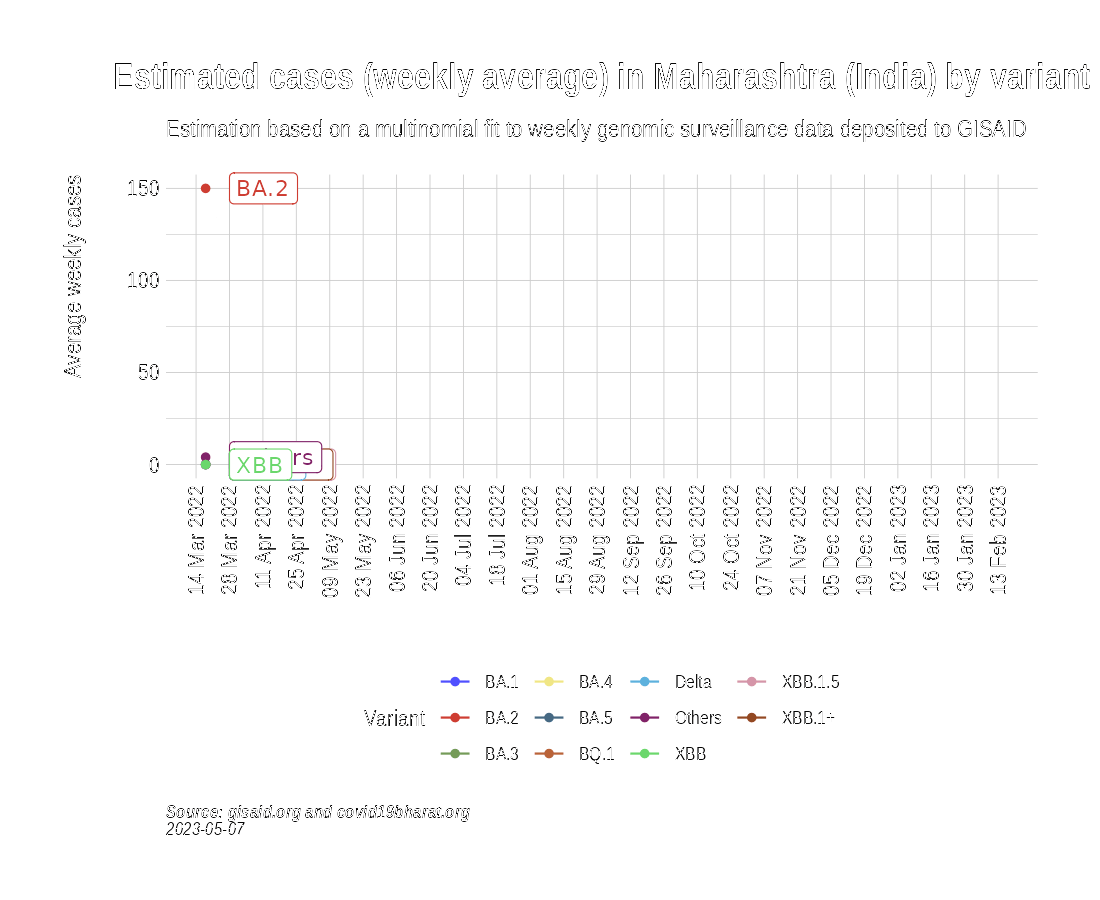 Estimated cases (weekly average) in Maharashtra (India) by variant
Estimation based on a multinomial fit to weekly genomic surveillance data deposited to GISAID
Average weekly cases
150
100
50
0
BA.2
XBB
rs
14 Mar 2022
28 Mar 2022
11 Apr 2022
25 Apr 2022
09 May 2022
23 May 2022
06 Jun 2022
20 Jun 2022
04 Jul 2022
18 Jul 2022
01 Aug 2022
15 Aug 2022
29 Aug 2022
12 Sep 2022
26 Sep 2022
10 Oct 2022
24 Oct 2022
07 Nov 2022
21 Nov 2022
05 Dec 2022
19 Dec 2022
02 Jan 2023
16 Jan 2023
30 Jan 2023
13 Feb 2023
Variant
BA.1
BA.2
BA.3
BA.4
BA.5
BQ.1
Delta
Others
XBB
XBB.1.5
XBB.1+
Source: gisaid.org and covid19bharat.org
2023-05-07